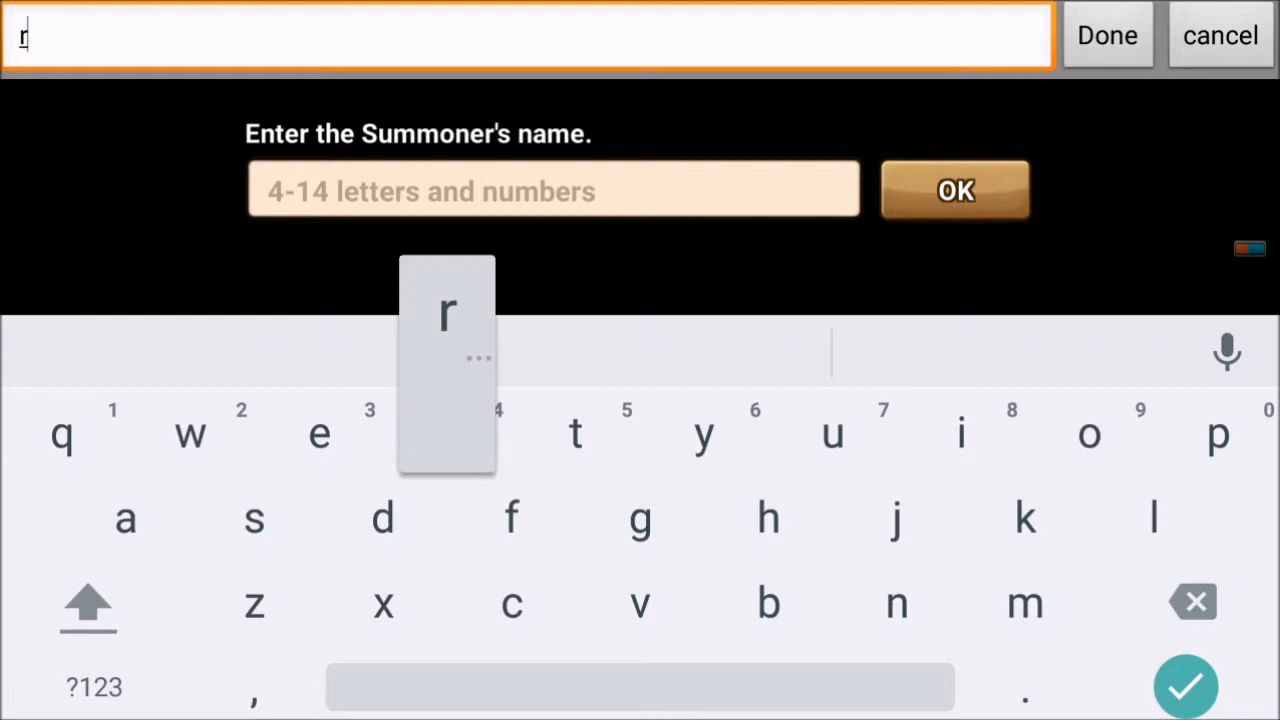 r
Done
cancel
Enter the Summoner's name.
4-14 letters and numbers
OK
r
...
1 2 3 4 5 6 7 8 9 0
q w e t y u i o p
a s d f g h j k l
z x c v b n m
?123 , .